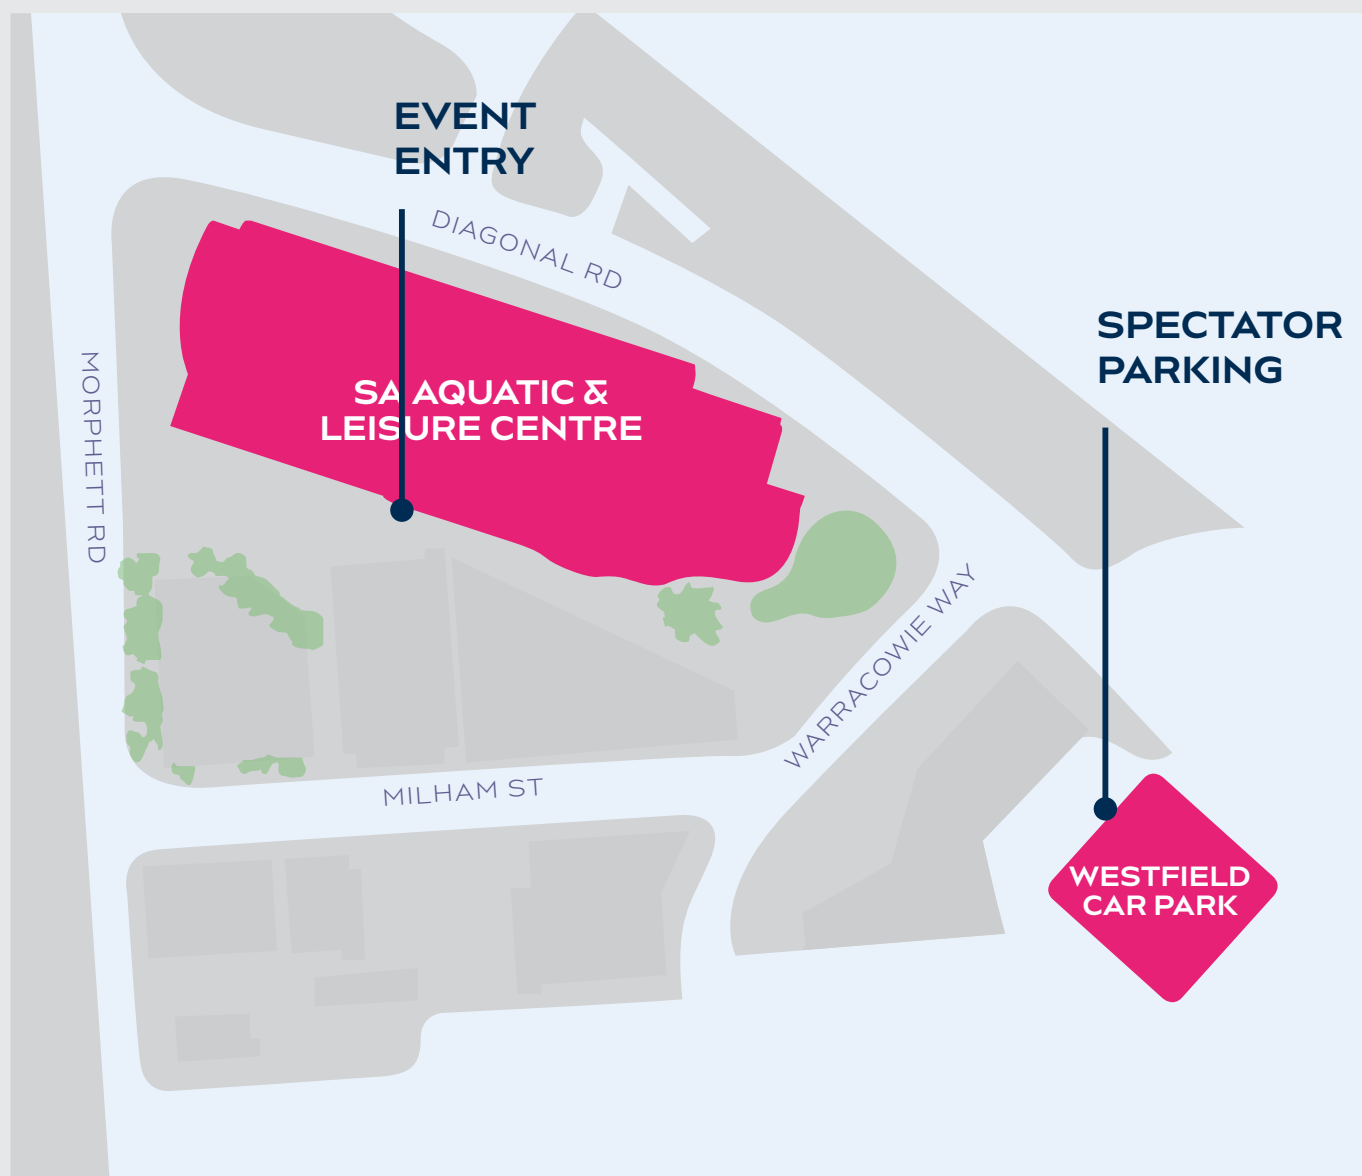 EVENT
ENTRY
DIAGONAL RD
SPECTATOR
PARKING
MORPHETT RD
SA AQUATIC &
LEISURE CENTRE
WARRACOWIE WAY
MILHAM ST
WESTFIELD
CAR PARK